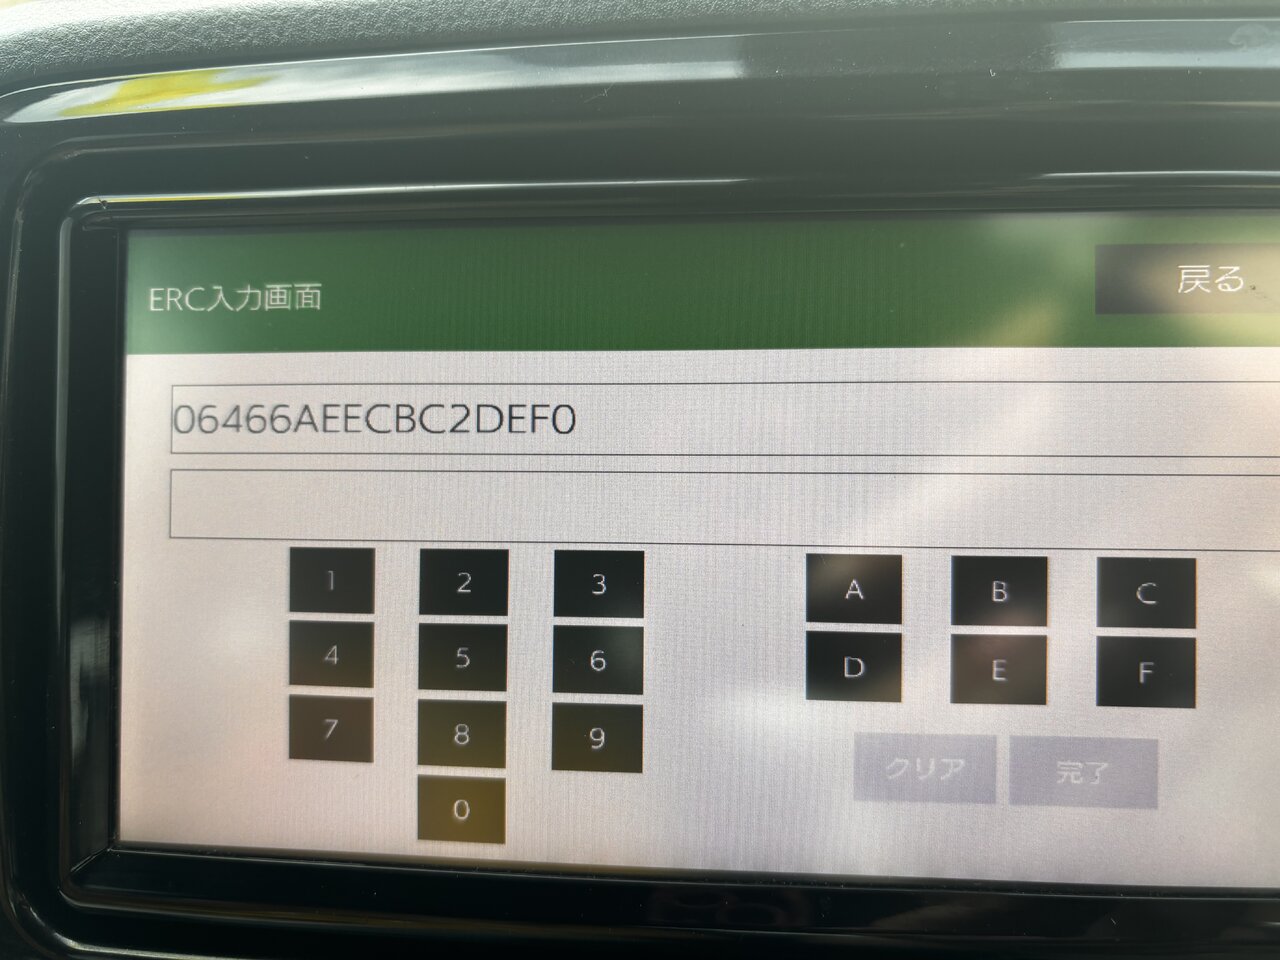 ERC入力画面
戻る
06466AEECBC2DEF0
1 2 3 A B C
4 5 6 D E F
7 8 9 クリア 完了
0